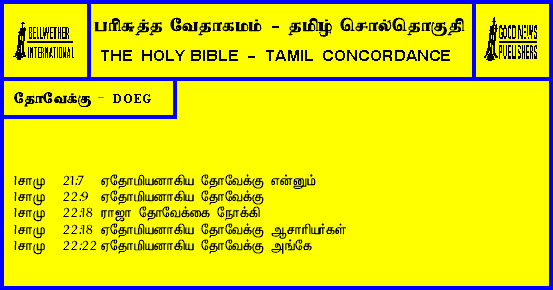 BELLWETHER
INTERNATIONAL
பரிசுத்த வேதாகமம் - தமிழ் சொல்தொகுதி
THE HOLY BIBLE - TAMIL CONCORDANCE
GOOD NEWS
PUBLISHERS
தோவேக்கு - DOEG
1சாமு 21:7 ஏதோமியனாகிய தோவேக்கு என்னும்
1சாமு 22:9 ஏதோமியனாகிய தோவேக்கு
1சாமு 22:18 ராஜா தோவேக்கை நோக்கி
1சாமு 22:18 ஏதோமியனாகிய தோவேக்கு ஆசாரியர்கள்
1சாமு 22:22 ஏதோமியனாகிய தோவேக்கு அங்கே